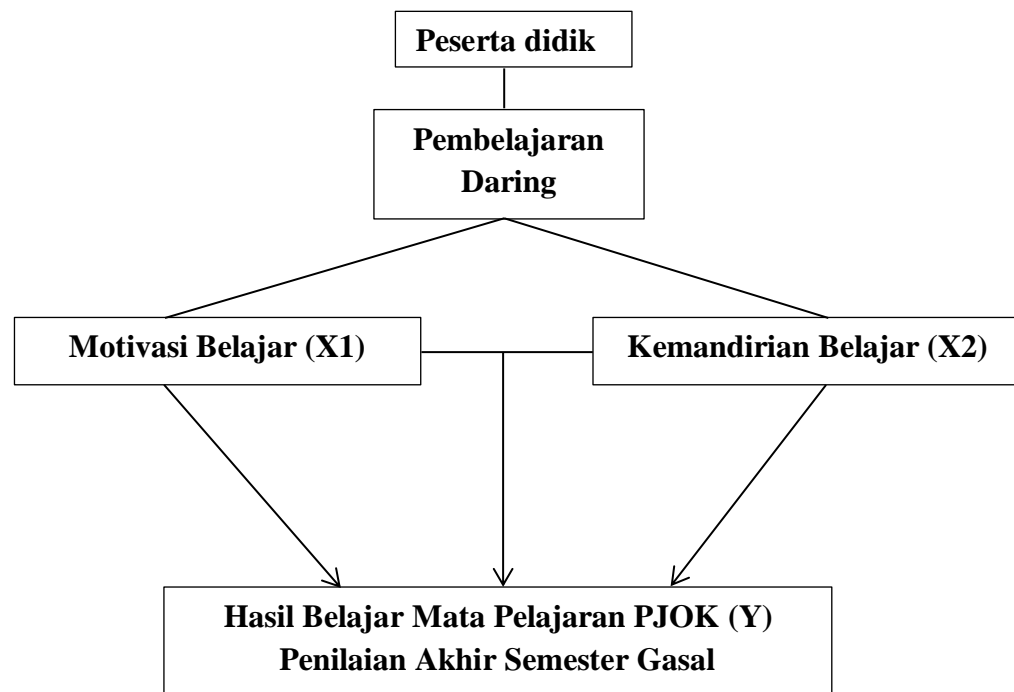 Peserta didik
Pembelajaran
Daring
Motivasi Belajar (X1)
Kemandirian Belajar (X2)
Hasil Belajar Mata Pelajaran PJOK (Y)
Penilaian Akhir Semester Gasal